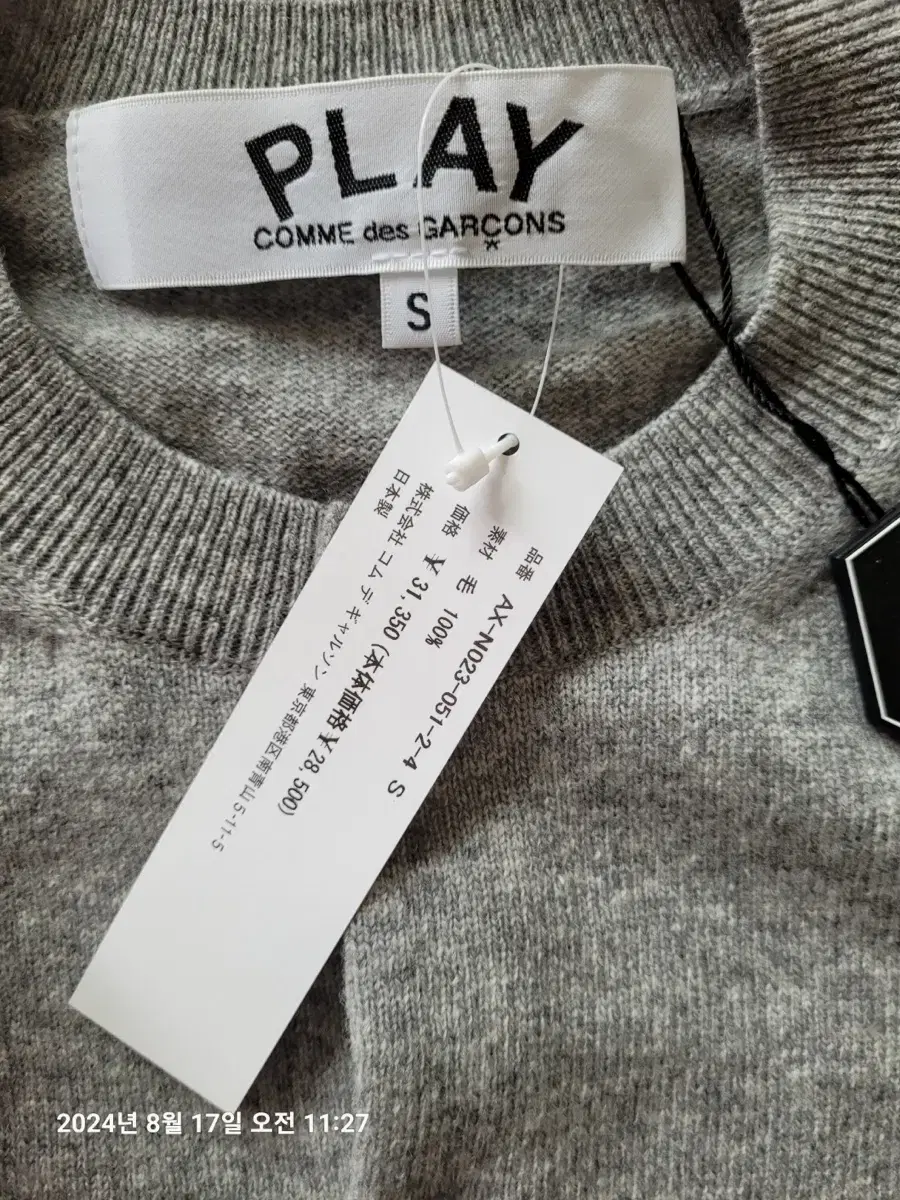 PLAY
COMME des GARÇONS
S
品番 AX-N023-051-2-4 S
素材 毛 100%
価格 ¥ 31,350 (本体価格 ¥ 28,500)
株式会社 コムデギャルソン 東京都港区南青山 5-11-5
日本製
2024년 8월 17일 오전 11:27